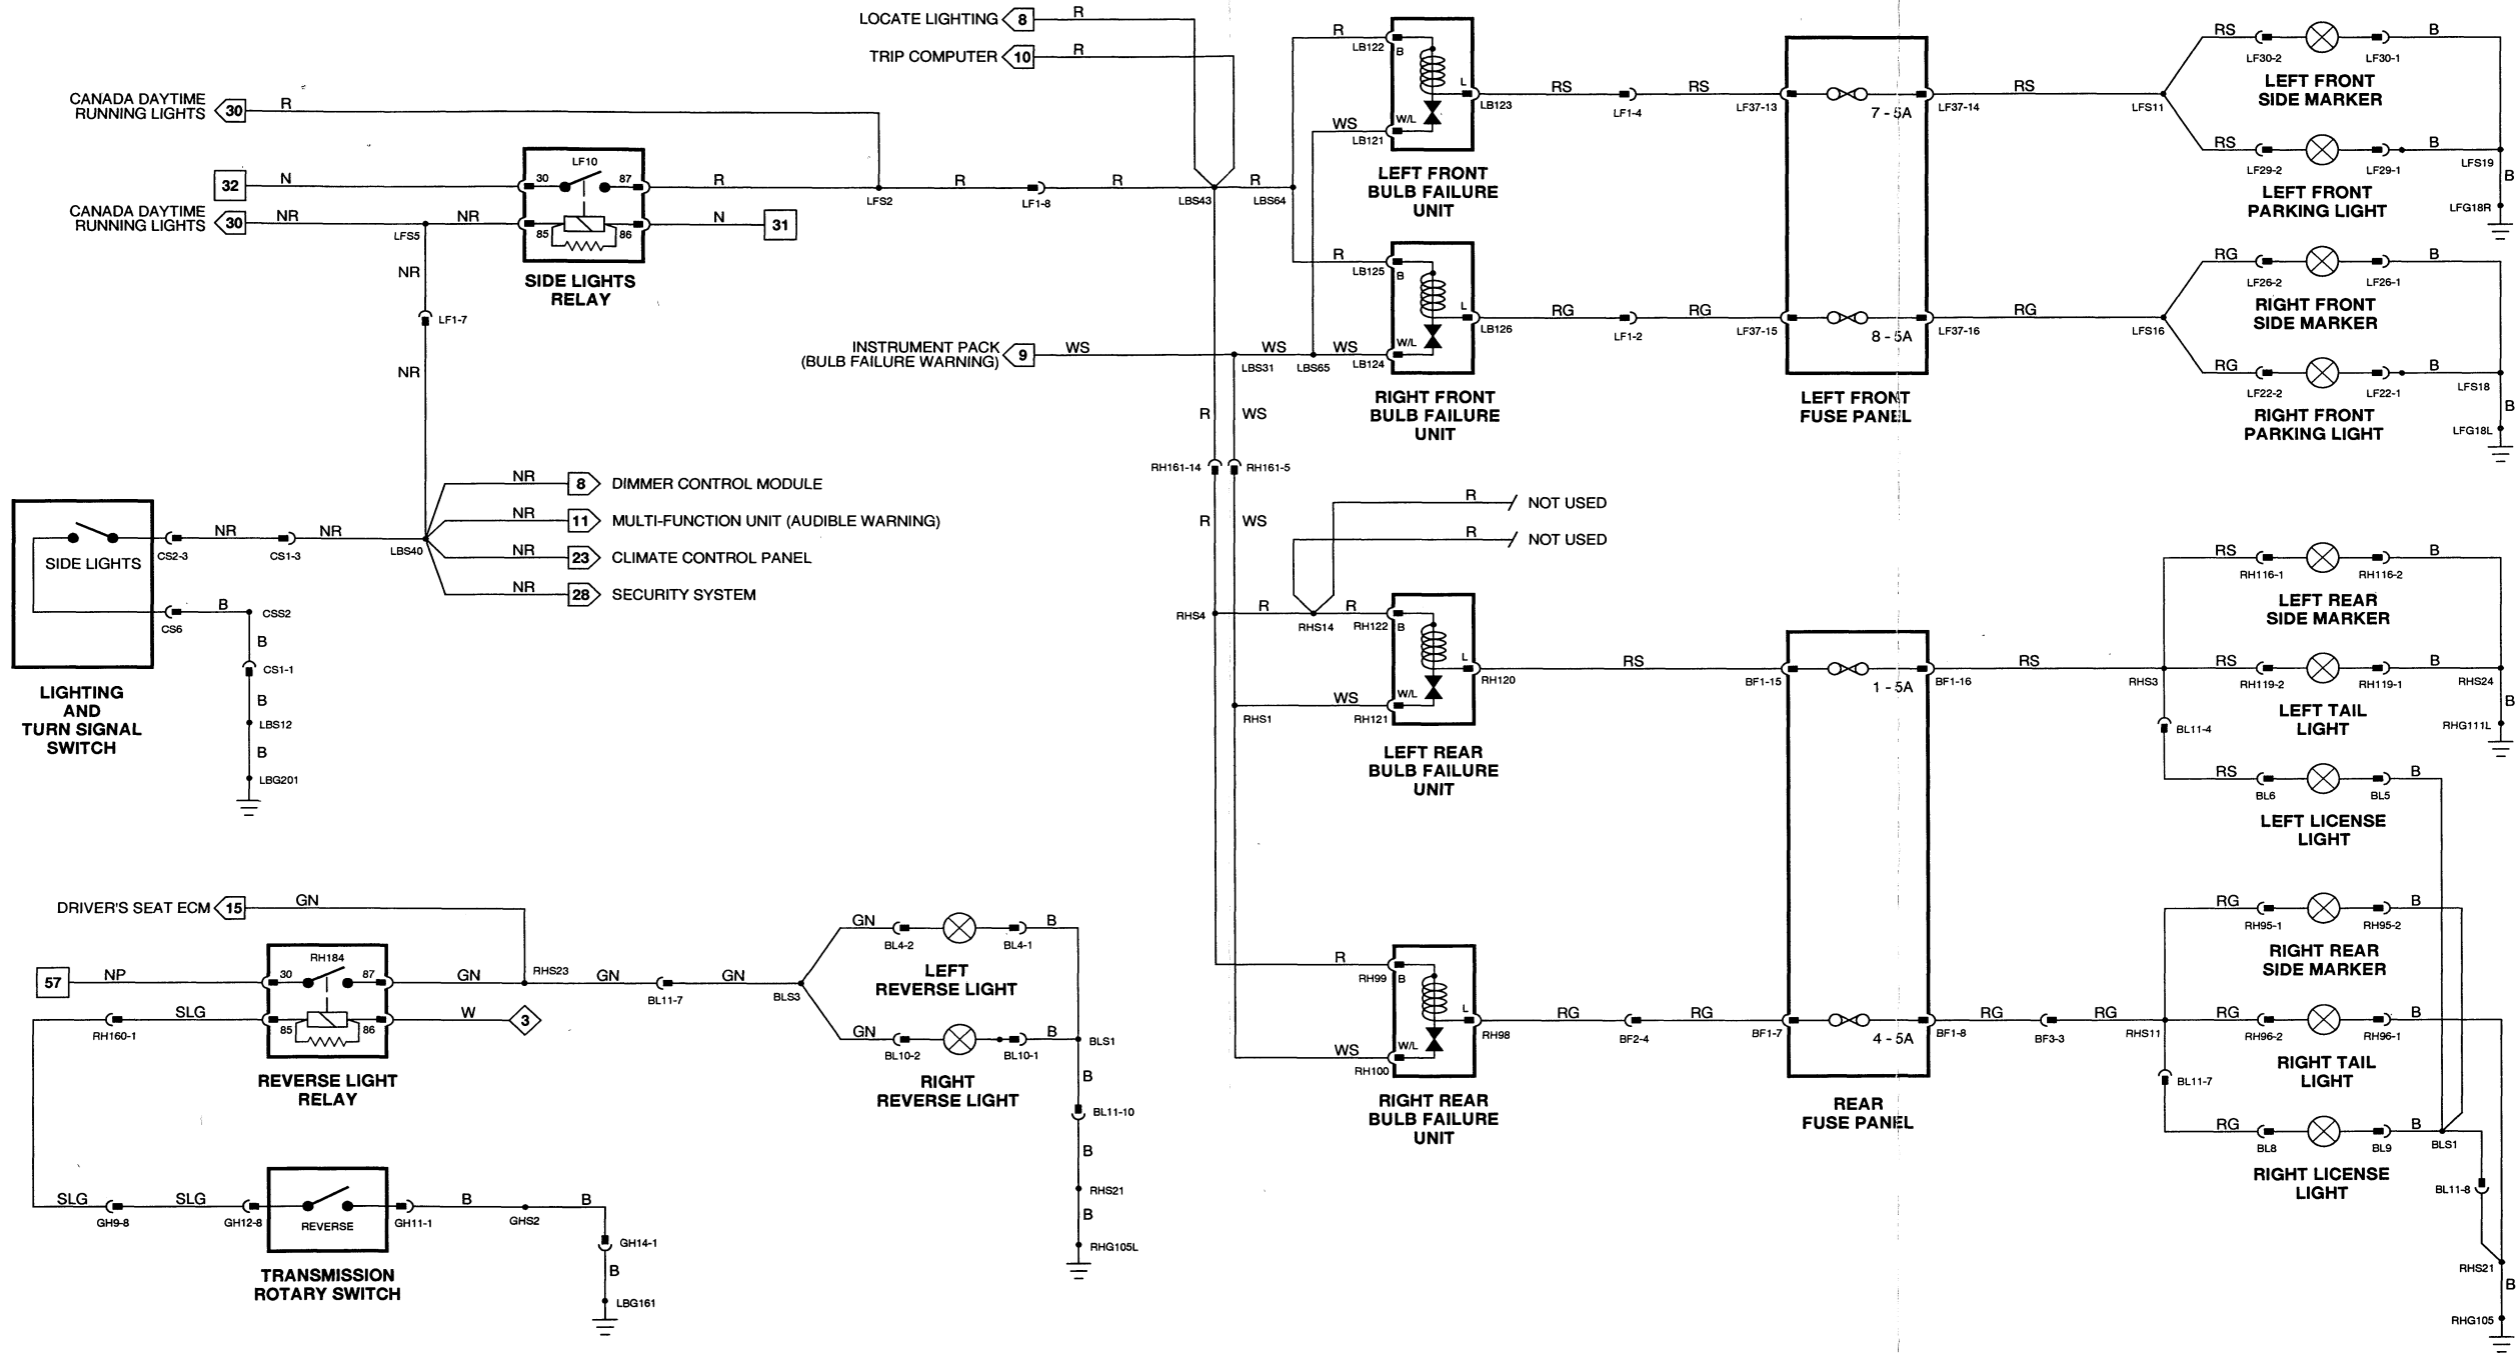 LOCATE LIGHTING 8 R
TRIP COMPUTER 10 R
CANADA DAYTIME
RUNNING LIGHTS
30 R
32 N
LF10
30 87
R
LFS2
R
LF1-8
R
LBS43
R
LBS64
CANADA DAYTIME
RUNNING LIGHTS
30 NR
LFS5
NR
85 86
N 31
SIDE LIGHTS
RELAY
NR
LF1-7
NR
R
LB122
B
L
LB123
W/L
WS
LB121
LEFT FRONT
BULB FAILURE
UNIT
RS
LF1-4
RS
LF37-13
7 - 5A
LF37-14
RS
LFS11
RS
LF30-2
LF30-1
B
LEFT FRONT
SIDE MARKER
RS
LF29-2
LF29-1
B
LFS19
B
LEFT FRONT
PARKING LIGHT
LFG18R
R
LB125
B
L
LB126
W/L
INSTRUMENT PACK
(BULB FAILURE WARNING)
9 WS
LBS31
WS
LBS65
WS
LB124
RIGHT FRONT
BULB FAILURE
UNIT
RG
LF1-2
RG
LF37-15
8 - 5A
LF37-16
LEFT FRONT
FUSE PANEL
RG
LFS16
RG
LF26-2
LF26-1
B
RIGHT FRONT
SIDE MARKER
RG
LF22-2
LF22-1
B
LFS18
B
RIGHT FRONT
PARKING LIGHT
LFG18L
R WS
RH161-14 RH161-5
R WS
SIDE LIGHTS
CS2-3
NR
CS1-3
NR
LBS40
NR 8 DIMMER CONTROL MODULE
NR 11 MULTI-FUNCTION UNIT (AUDIBLE WARNING)
NR 23 CLIMATE CONTROL PANEL
NR 28 SECURITY SYSTEM
CS6
B
CSS2
B
CS1-1
B
LBS12
B
LBG201
LIGHTING
AND
TURN SIGNAL
SWITCH
R NOT USED
R NOT USED
RHS4
R
RHS14
R
RH122
B
L
RH120
W/L
RHS1
WS
RH121
LEFT REAR
BULB FAILURE
UNIT
RS
BF1-15
1 - 5A
BF1-16
RS
RHS3
RS
RH116-1
RH116-2
B
LEFT REAR
SIDE MARKER
RS
RH119-2
RH119-1
B
RHS24
B
LEFT TAIL
LIGHT
RHG111L
BL11-4
RS
BL6
BL5
B
LEFT LICENSE
LIGHT
DRIVER'S SEAT ECM 15 GN
57 NP
RH184
30 87
GN
RHS23
GN
BL11-7
GN
BLS3
RH160-1
SLG
85 86
W 3
REVERSE LIGHT
RELAY
GN
BL4-2
BL4-1
B
LEFT
REVERSE LIGHT
GN
BL10-2
BL10-1
B
BLS1
RIGHT
REVERSE LIGHT
B
BL11-10
B
RHS21
B
RHG105L
SLG
GH9-8
SLG
GH12-8
REVERSE
GH11-1
B
GHS2
B
GH14-1
B
LBG161
TRANSMISSION
ROTARY SWITCH
R
RH99
B
L
RH98
W/L
WS
RH100
RIGHT REAR
BULB FAILURE
UNIT
RG
BF2-4
RG
BF1-7
4 - 5A
BF1-8
REAR
FUSE PANEL
RG
BF3-3
RG
RHS11
RG
RH95-1
RH95-2
B
RIGHT REAR
SIDE MARKER
RG
RH96-2
RH96-1
B
RIGHT TAIL
LIGHT
BL11-7
RG
BL8
BL9
B
BLS1
RIGHT LICENSE
LIGHT
BL11-8
RHS21
B
RHG105